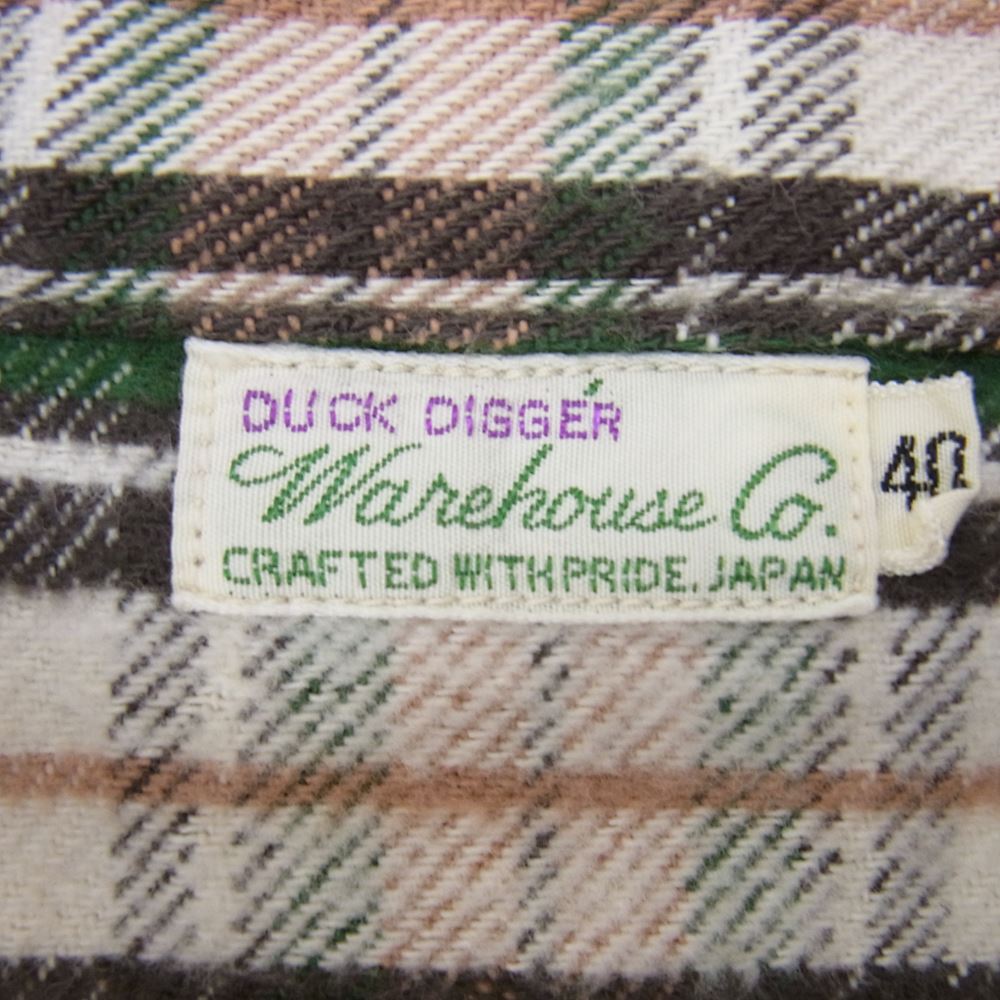 DUCK DIGGER
Warehouse Co.
CRAFTED WITH PRIDE. JAPAN
40